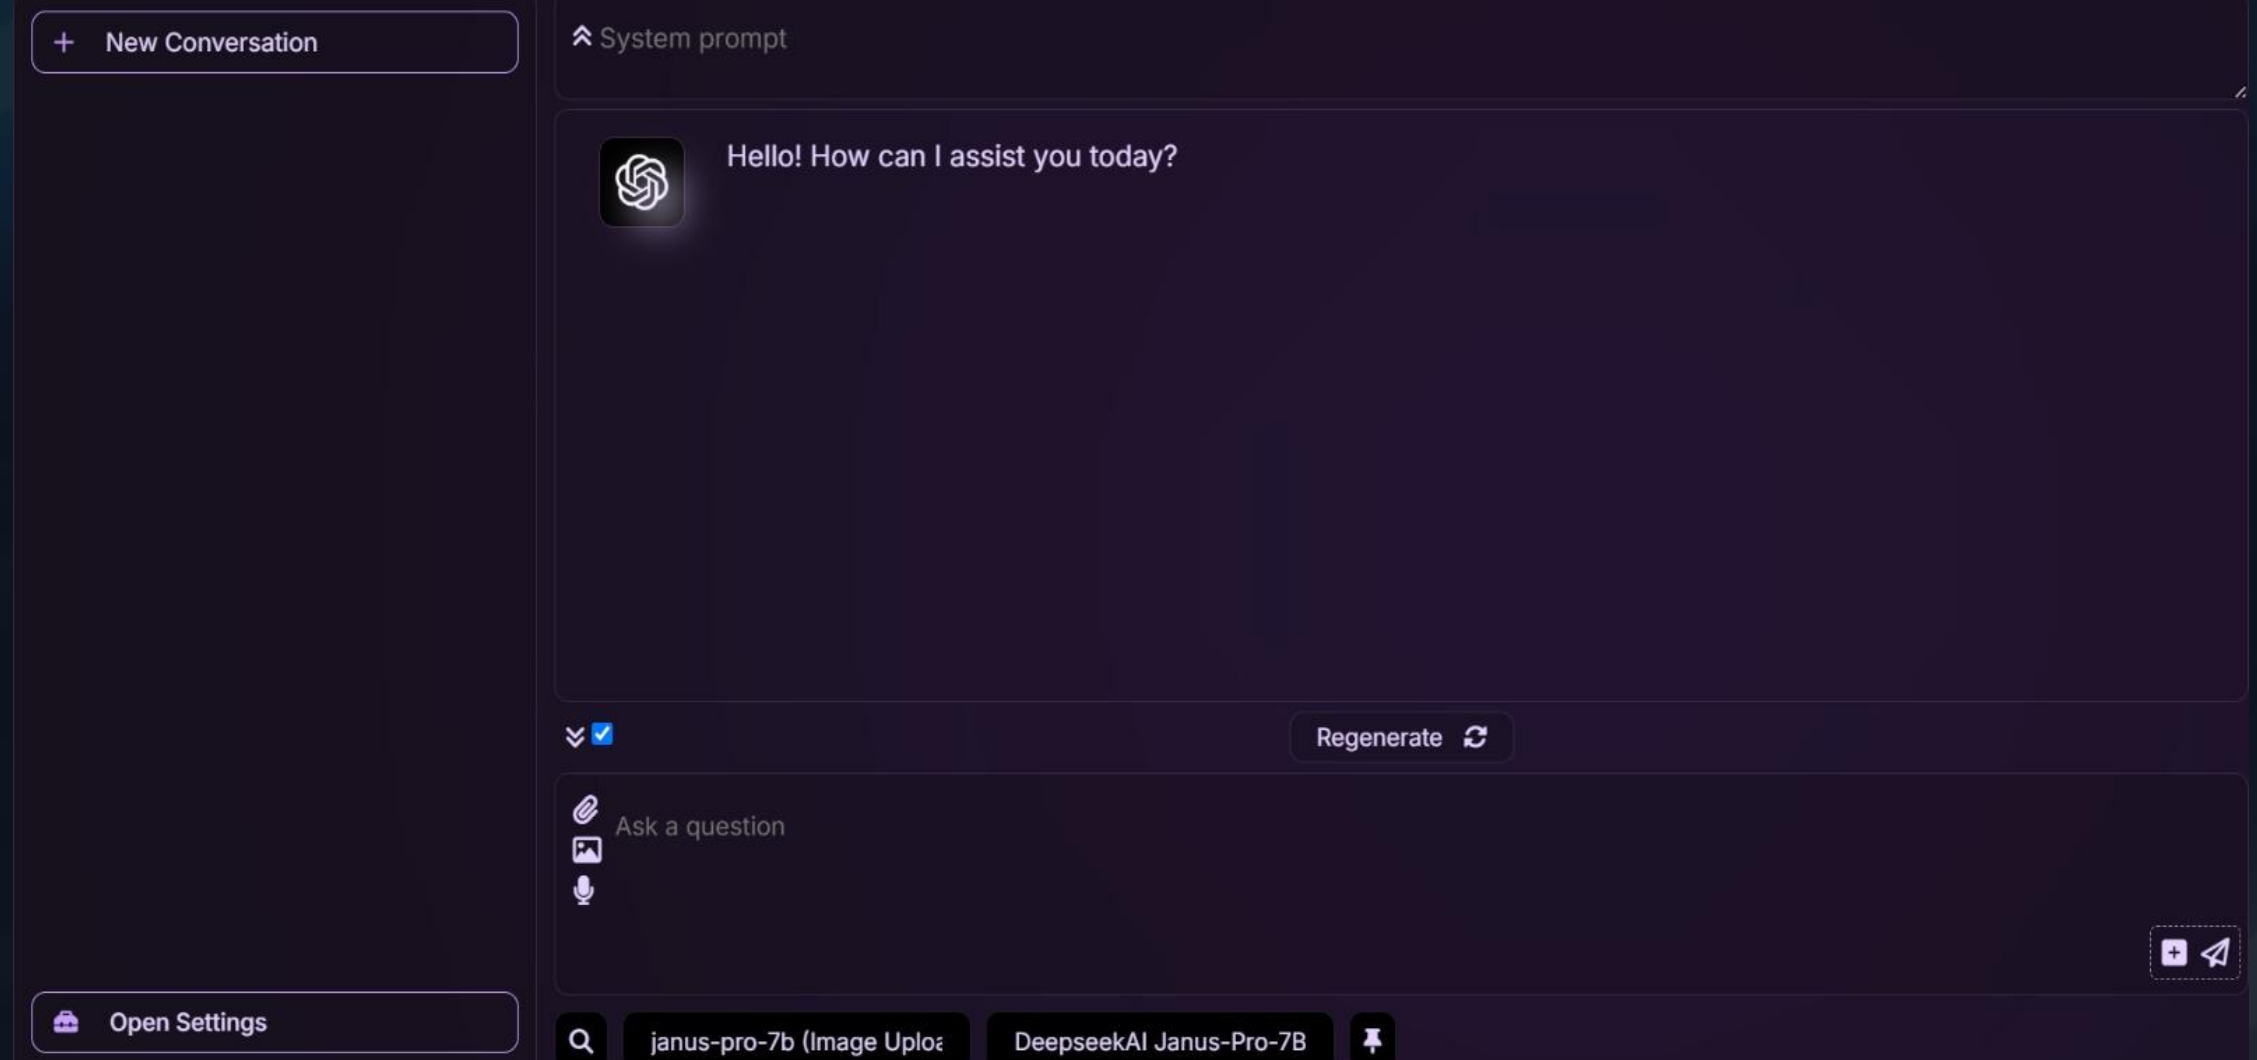 New Conversation
System prompt
Hello! How can I assist you today?
Regenerate
Ask a question
Open Settings
janus-pro-7b (Image Uploa
DeepseekAI Janus-Pro-7B